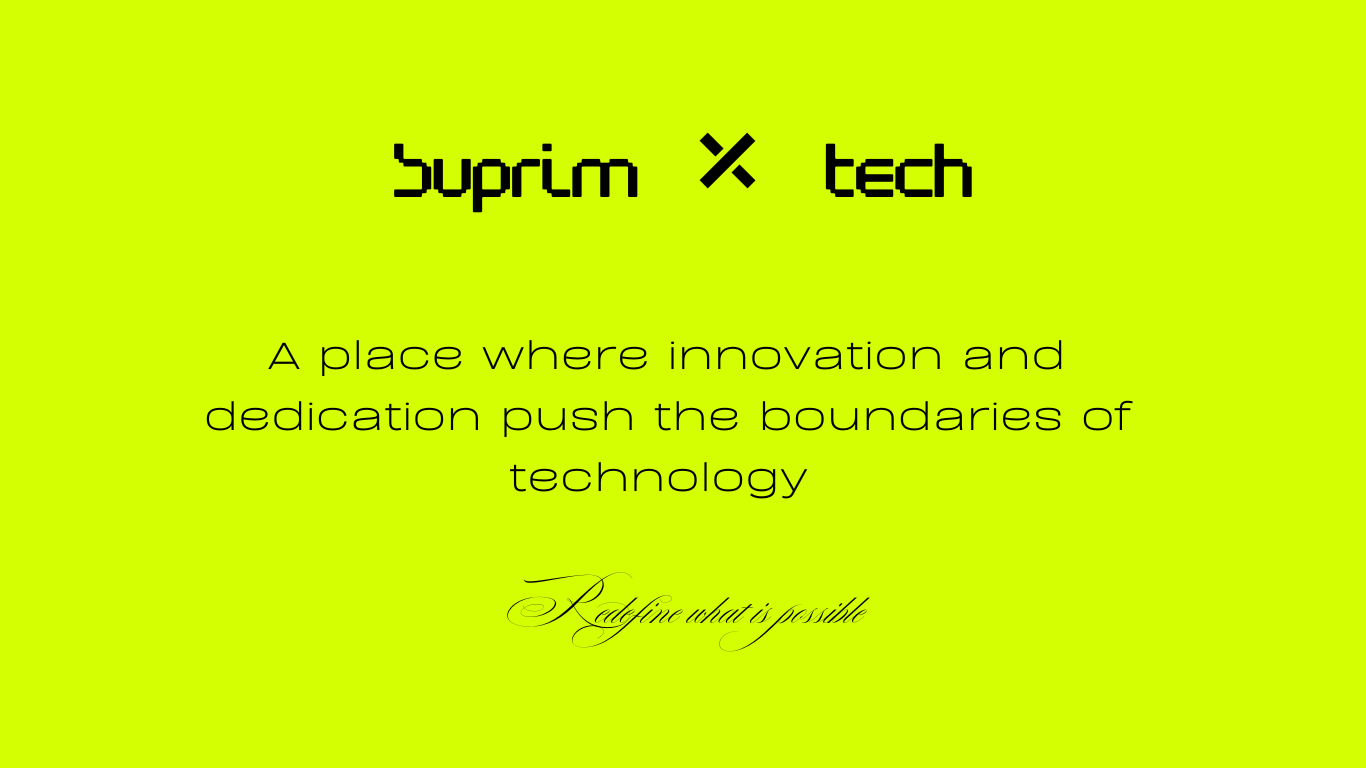 Suprim X tech
A place where innovation and
dedication push the boundaries of
technology
Redefine what is possible